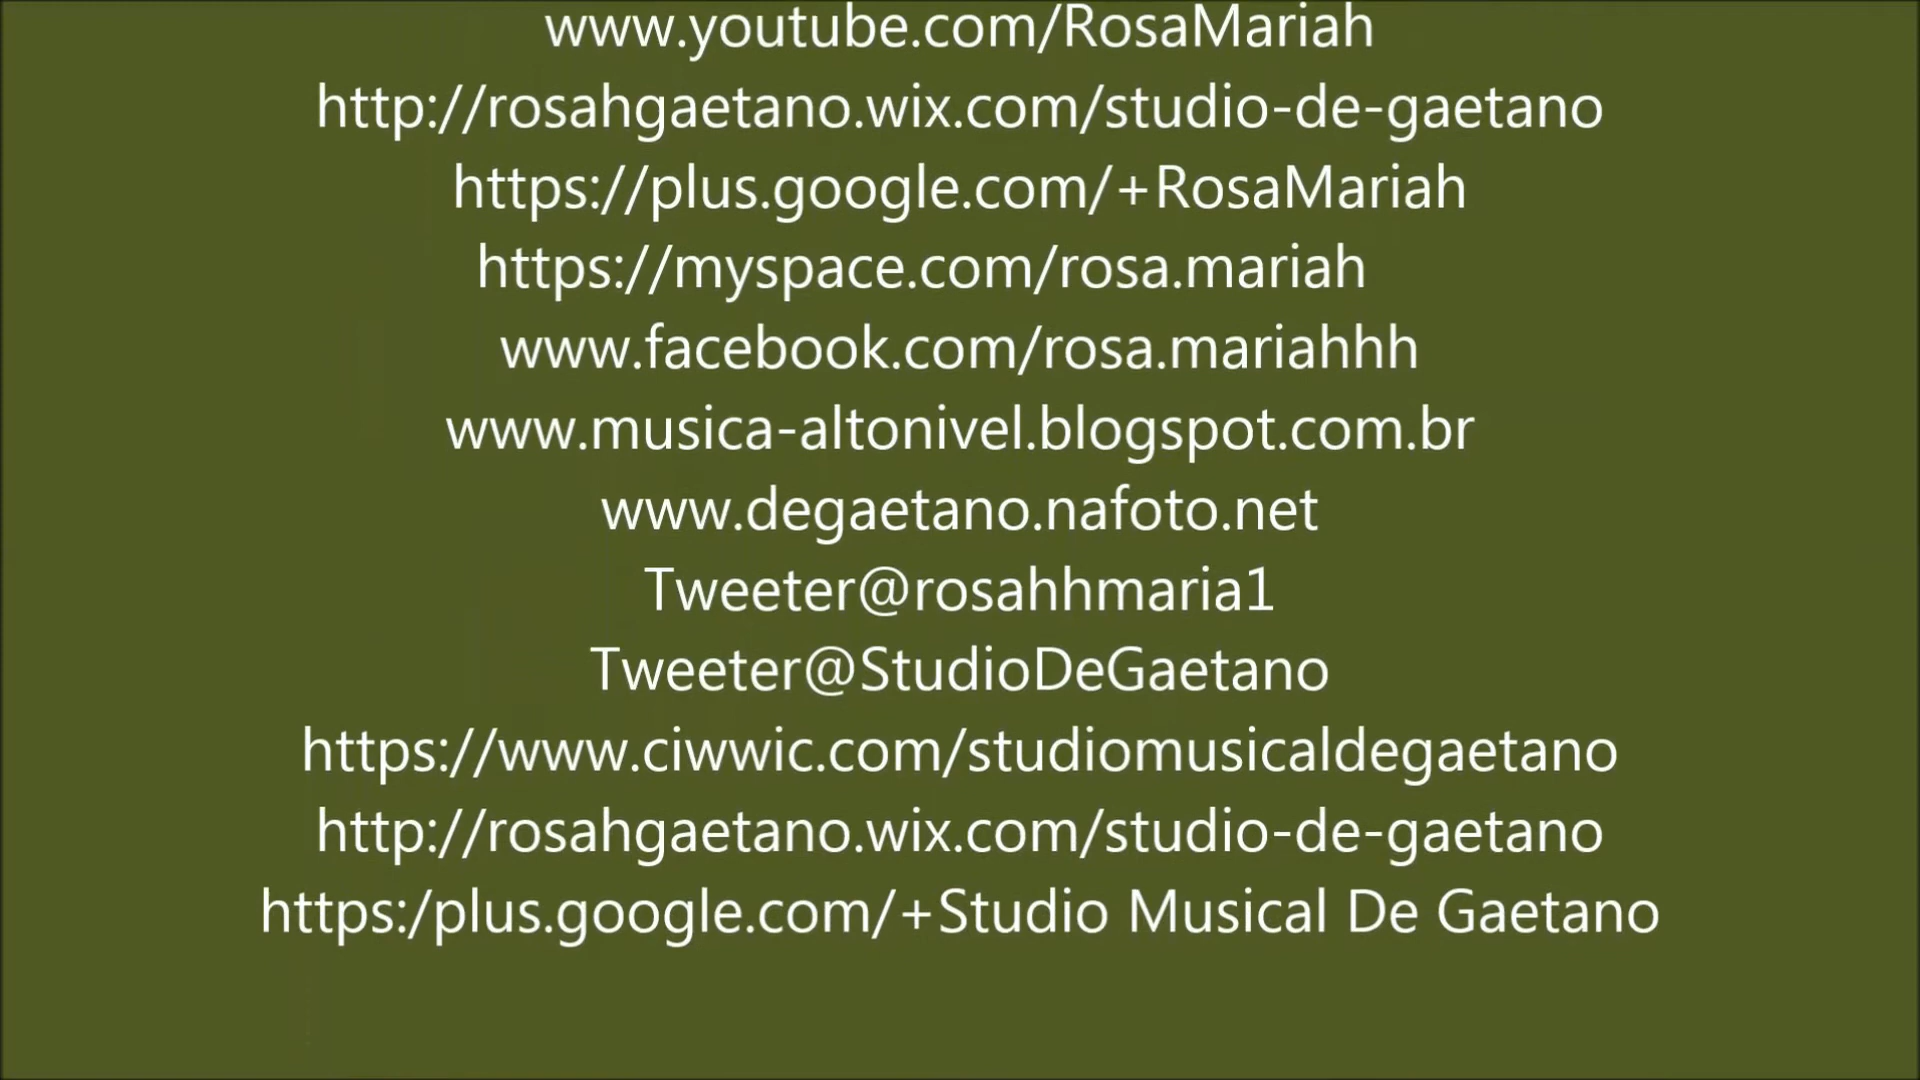 www.youtube.com/RosaMariah
http://rosahgaetano.wix.com/studio-de-gaetano
https://plus.google.com/+RosaMariah
https://myspace.com/rosa.mariah
www.facebook.com/rosa.mariahhh
www.musica-altonivel.blogspot.com.br
www.degaetano.nafoto.net
Tweeter@rosahhmaria1
Tweeter@StudioDeGaetano
https://www.ciwwic.com/studiomusicaldegaetano
http://rosahgaetano.wix.com/studio-de-gaetano
https:/plus.google.com/+Studio Musical De Gaetano